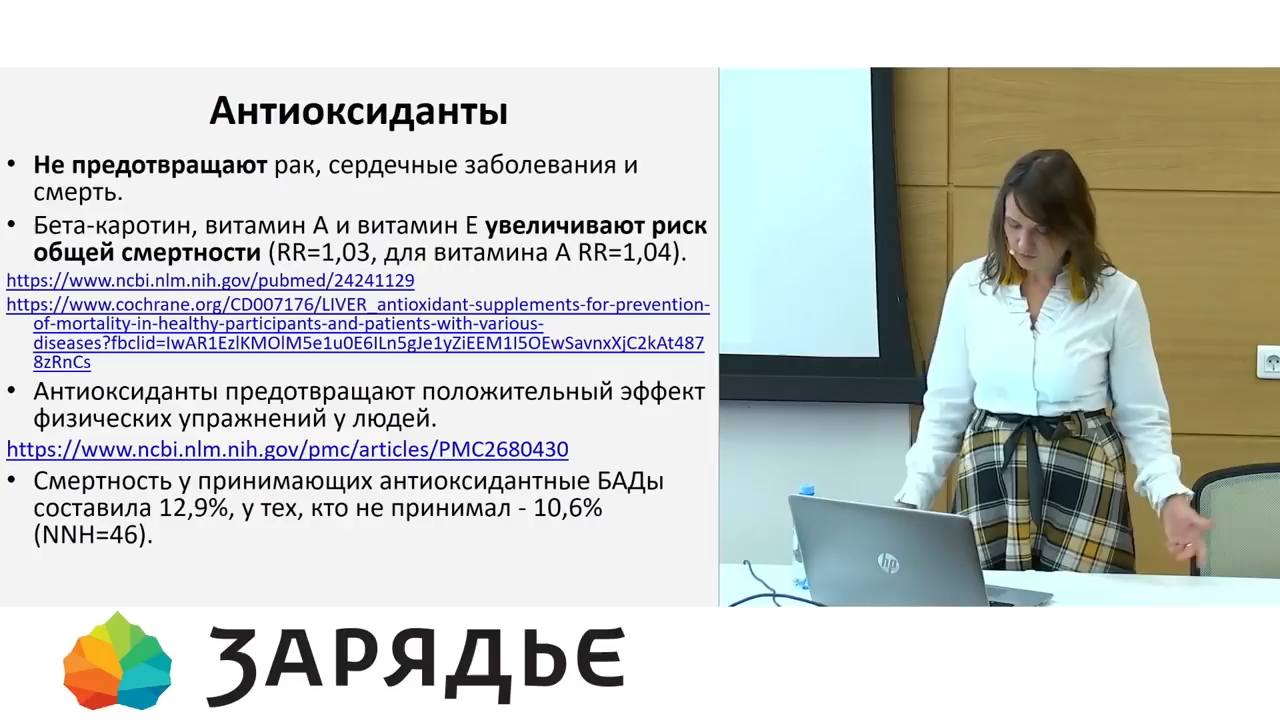 Антиоксиданты
• Не предотвращают рак, сердечные заболевания и
смерть.
• Бета-каротин, витамин А и витамин Е увеличивают риск
общей смертности (RR=1,03, для витамина А RR=1,04).
https://www.ncbi.nlm.nih.gov/pubmed/24241129
https://www.cochrane.org/CD007176/LIVER_antioxidant-supplements-for-prevention-
of-mortality-in-healthy-participants-and-patients-with-various-
diseases?fbclid=IwAR1EzlKMOlM5e1u0E6ILn5gJe1yZiEEM1I5OEwSavnxXjC2kAt487
8zRnCs
• Антиоксиданты предотвращают положительный эффект
физических упражнений у людей.
https://www.ncbi.nlm.nih.gov/pmc/articles/PMC2680430
• Смертность у принимающих антиоксидантные БАДы
составила 12,9%, у тех, кто не принимал - 10,6%
(NNH=46).
hp
ЗАРЯДЬЕ